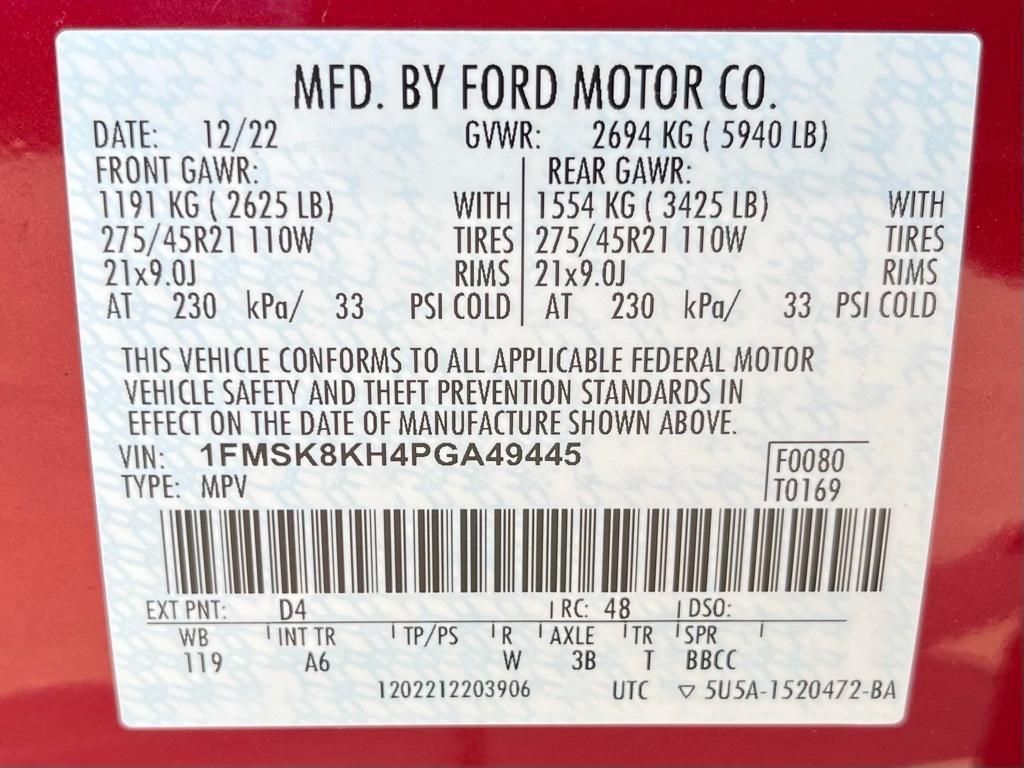 MFD. BY FORD MOTOR CO.
DATE: 12/22 GVWR: 2694 KG ( 5940 LB)
FRONT GAWR: REAR GAWR:
1191 KG ( 2625 LB) WITH 1554 KG ( 3425 LB) WITH
275/45R21 110W TIRES 275/45R21 110W TIRES
21x9.0J RIMS 21x9.0J RIMS
AT 230 kPa/ 33 PSI COLD AT 230 kPa/ 33 PSI COLD
THIS VEHICLE CONFORMS TO ALL APPLICABLE FEDERAL MOTOR
VEHICLE SAFETY AND THEFT PREVENTION STANDARDS IN
EFFECT ON THE DATE OF MANUFACTURE SHOWN ABOVE.
VIN: 1FMSK8KH4PGA49445 F0080
TYPE: MPV T0169
EXT PNT: D4 RC: 48 DSO:
WB INT TR TP/PS R AXLE TR SPR
119 A6 W 3B T BBCC
1202212203906 UTC ▽ 5U5A-1520472-BA